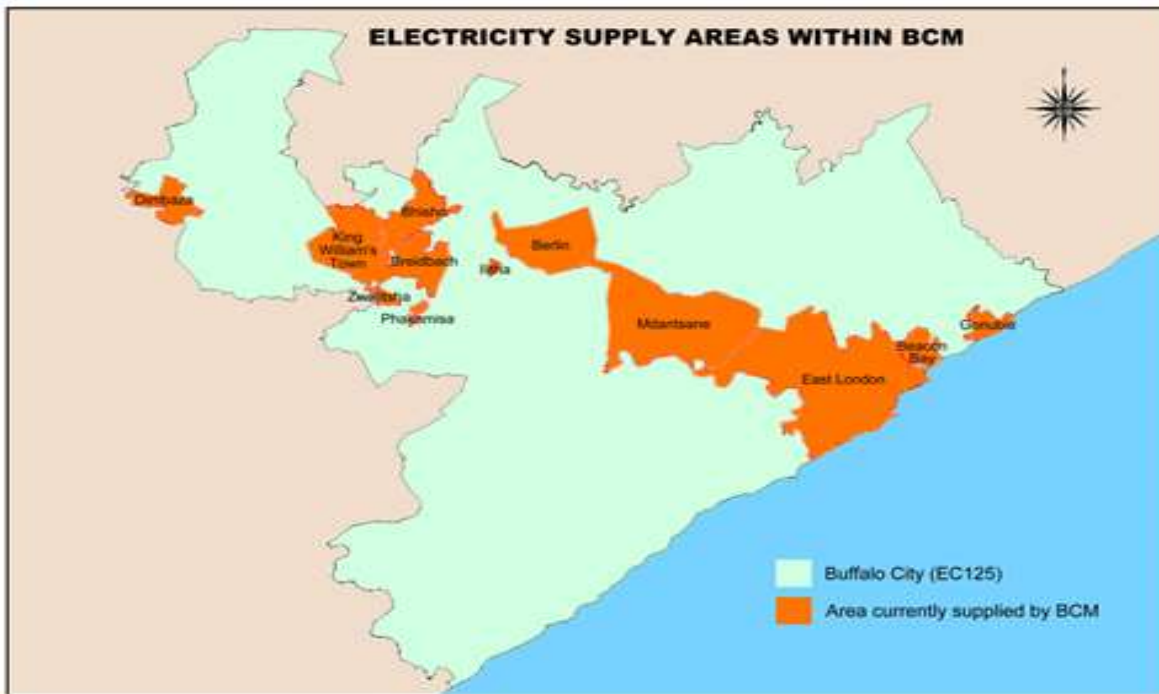 ELECTRICITY SUPPLY AREAS WITHIN BCM
Dimbaza
Bhisho
King
William's
Town
Breidbach
Berlin
Ilitha
Zwelitsha
Phakamisa
Mdantsane
Gonubie
Beacon
Bay
East London
Buffalo City (EC125)
Area currently supplied by BCM